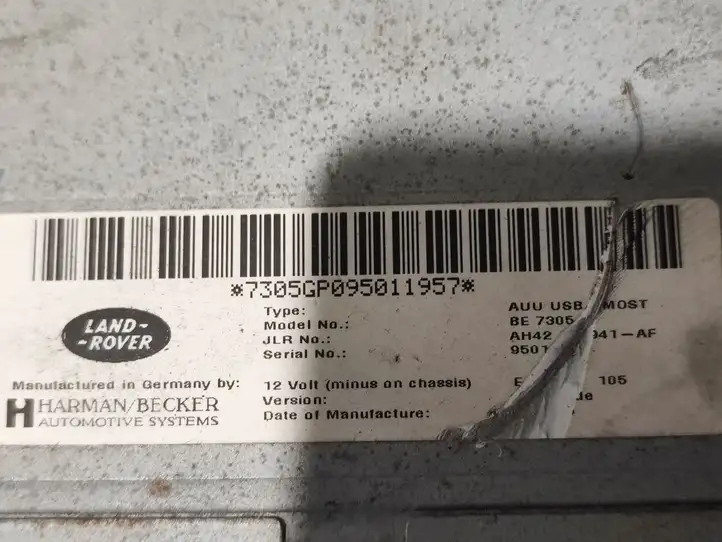 *7305GP095011957*
LAND-
-ROVER
Type: AUU USB MOST
Model No.: BE 7305
JLR No.: AH42 941-AF
Serial No.: 9501
Manufactured in Germany by:
HARMAN/BECKER
AUTOMOTIVE SYSTEMS
12 Volt (minus on chassis) 105
Version:
Date of Manufacture: